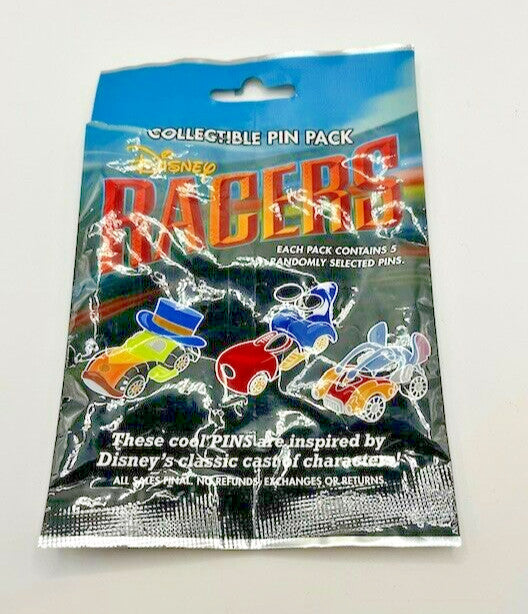 COLLECTIBLE PIN PACK
DISNEY
RACERS
EACH PACK CONTAINS 5
RANDOMLY SELECTED PINS.
These cool PINS are inspired by
Disney's classic cast of characters!
ALL SALES FINAL. NO REFUNDS, EXCHANGES OR RETURNS